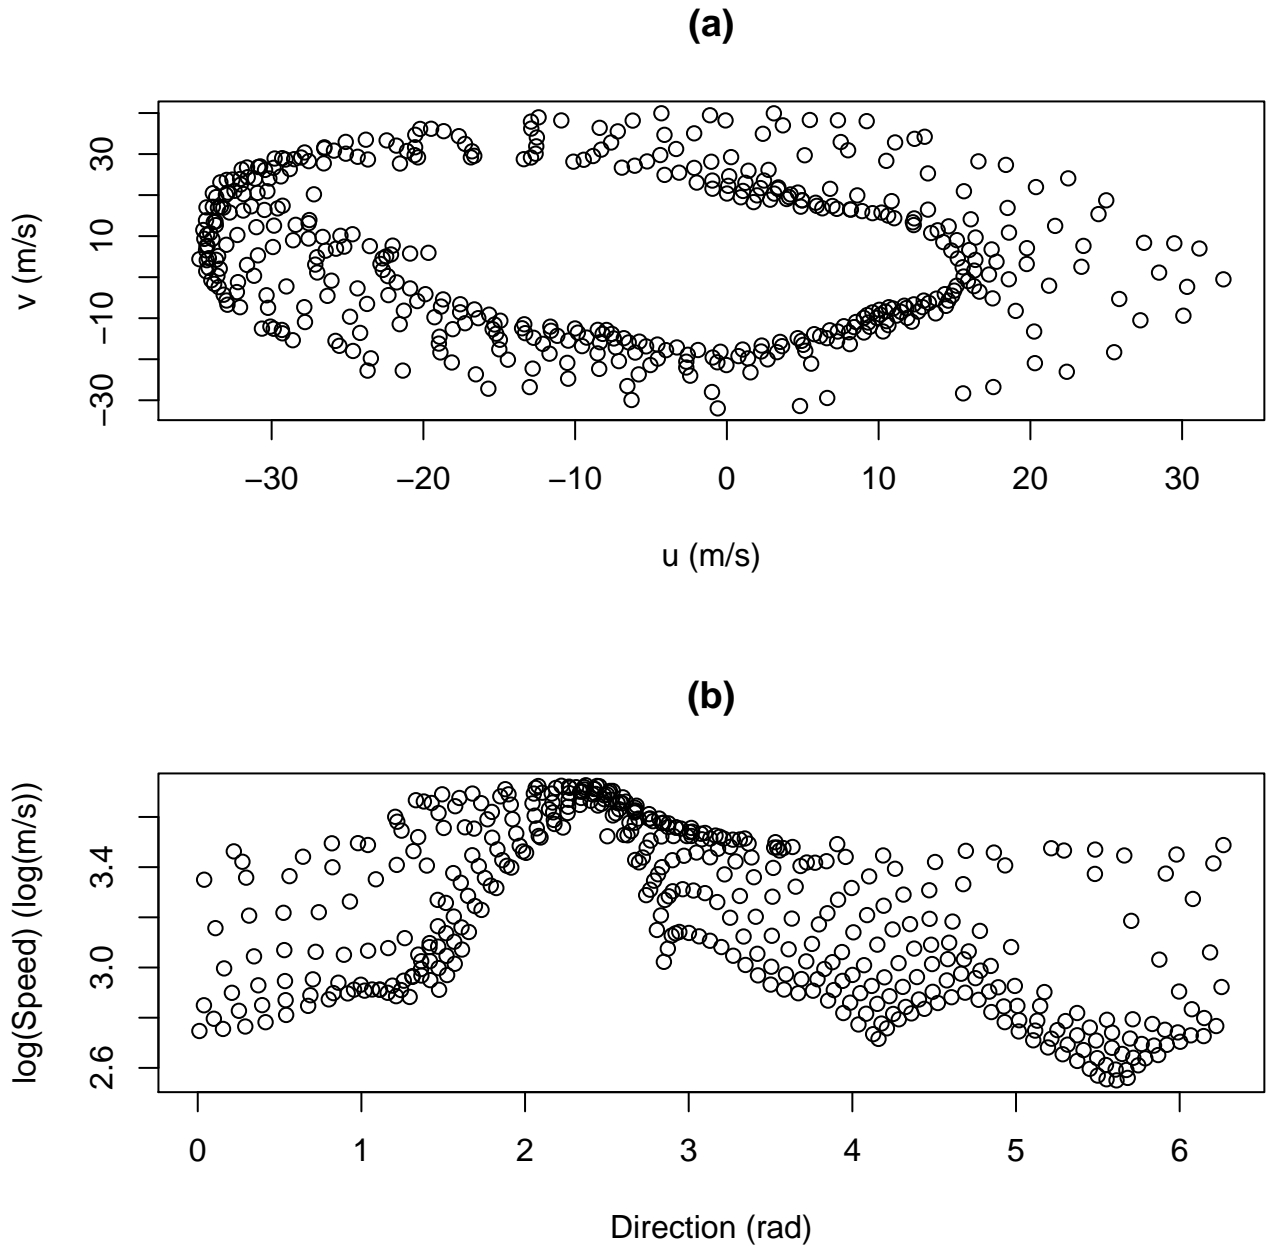 (a)
v (m/s)
30
10
−10
−30
−30 −20 −10 0 10 20 30
u (m/s)
(b)
log(Speed) (log(m/s))
3.4
3.0
2.6
0 1 2 3 4 5 6
Direction (rad)